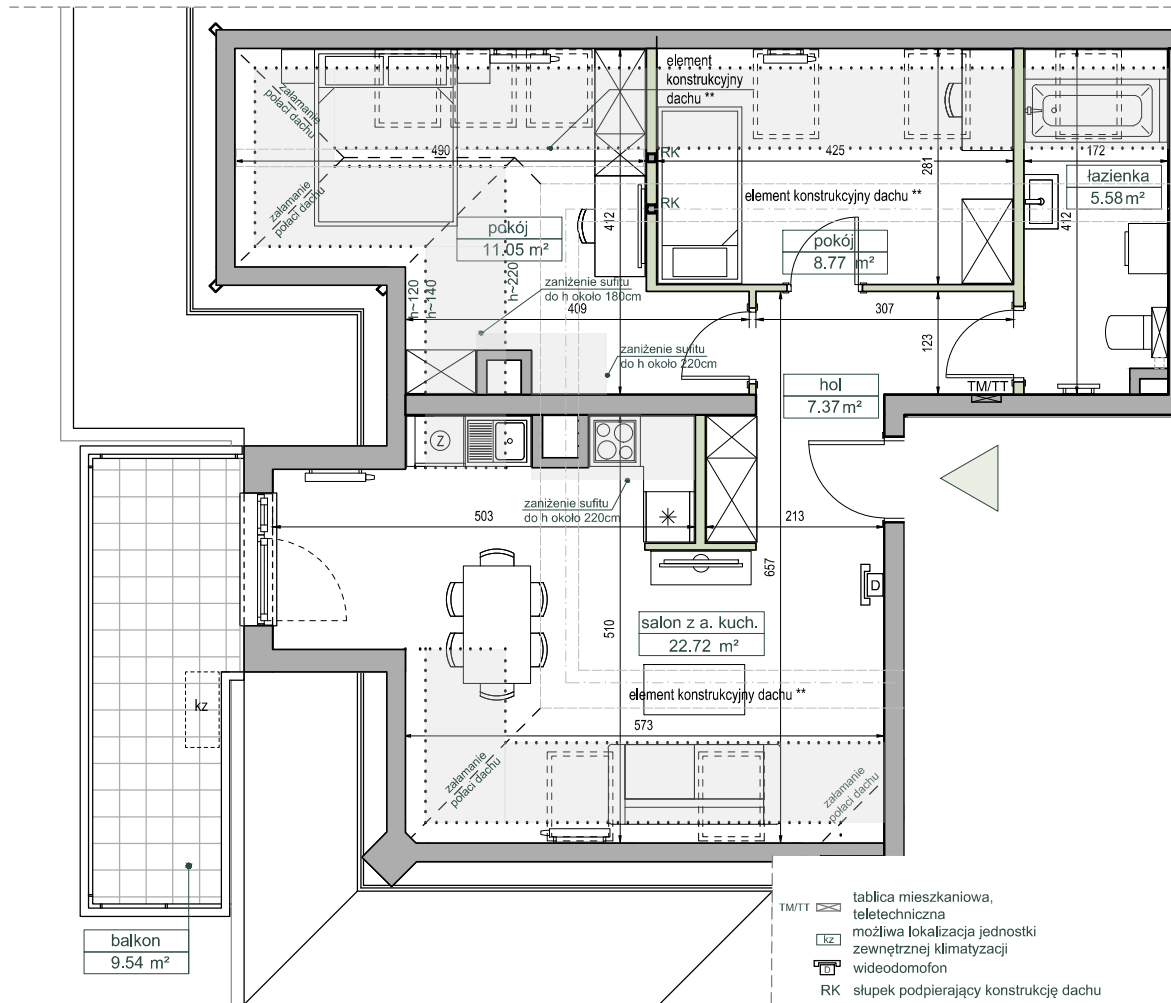 element
konstrukcyjny
dachu **
załamanie
połaci dachu
490
RK
425
281
172
łazienka
5.58 m²
załamanie
połaci dachu
412
RK
element konstrukcyjny dachu **
412
pokój
11.05 m²
pokój
8.77 m²
h~120
h~140
h~220
zaniżenie sufitu
do h około 180cm
409
307
123
zaniżenie sufitu
do h około 220cm
hol
7.37 m²
TM/TT
Z
zaniżenie sufitu
do h około 220cm
503
213
657
D
510
salon z a. kuch.
22.72 m²
kz
element konstrukcyjny dachu **
573
załamanie
połaci dachu
załamanie
połaci dachu
balkon
9.54 m²
TM/TT tablica mieszkaniowa,
teletechniczna
kz możliwa lokalizacja jednostki
zewnętrznej klimatyzacji
D wideodomofon
RK słupek podpierający konstrukcję dachu